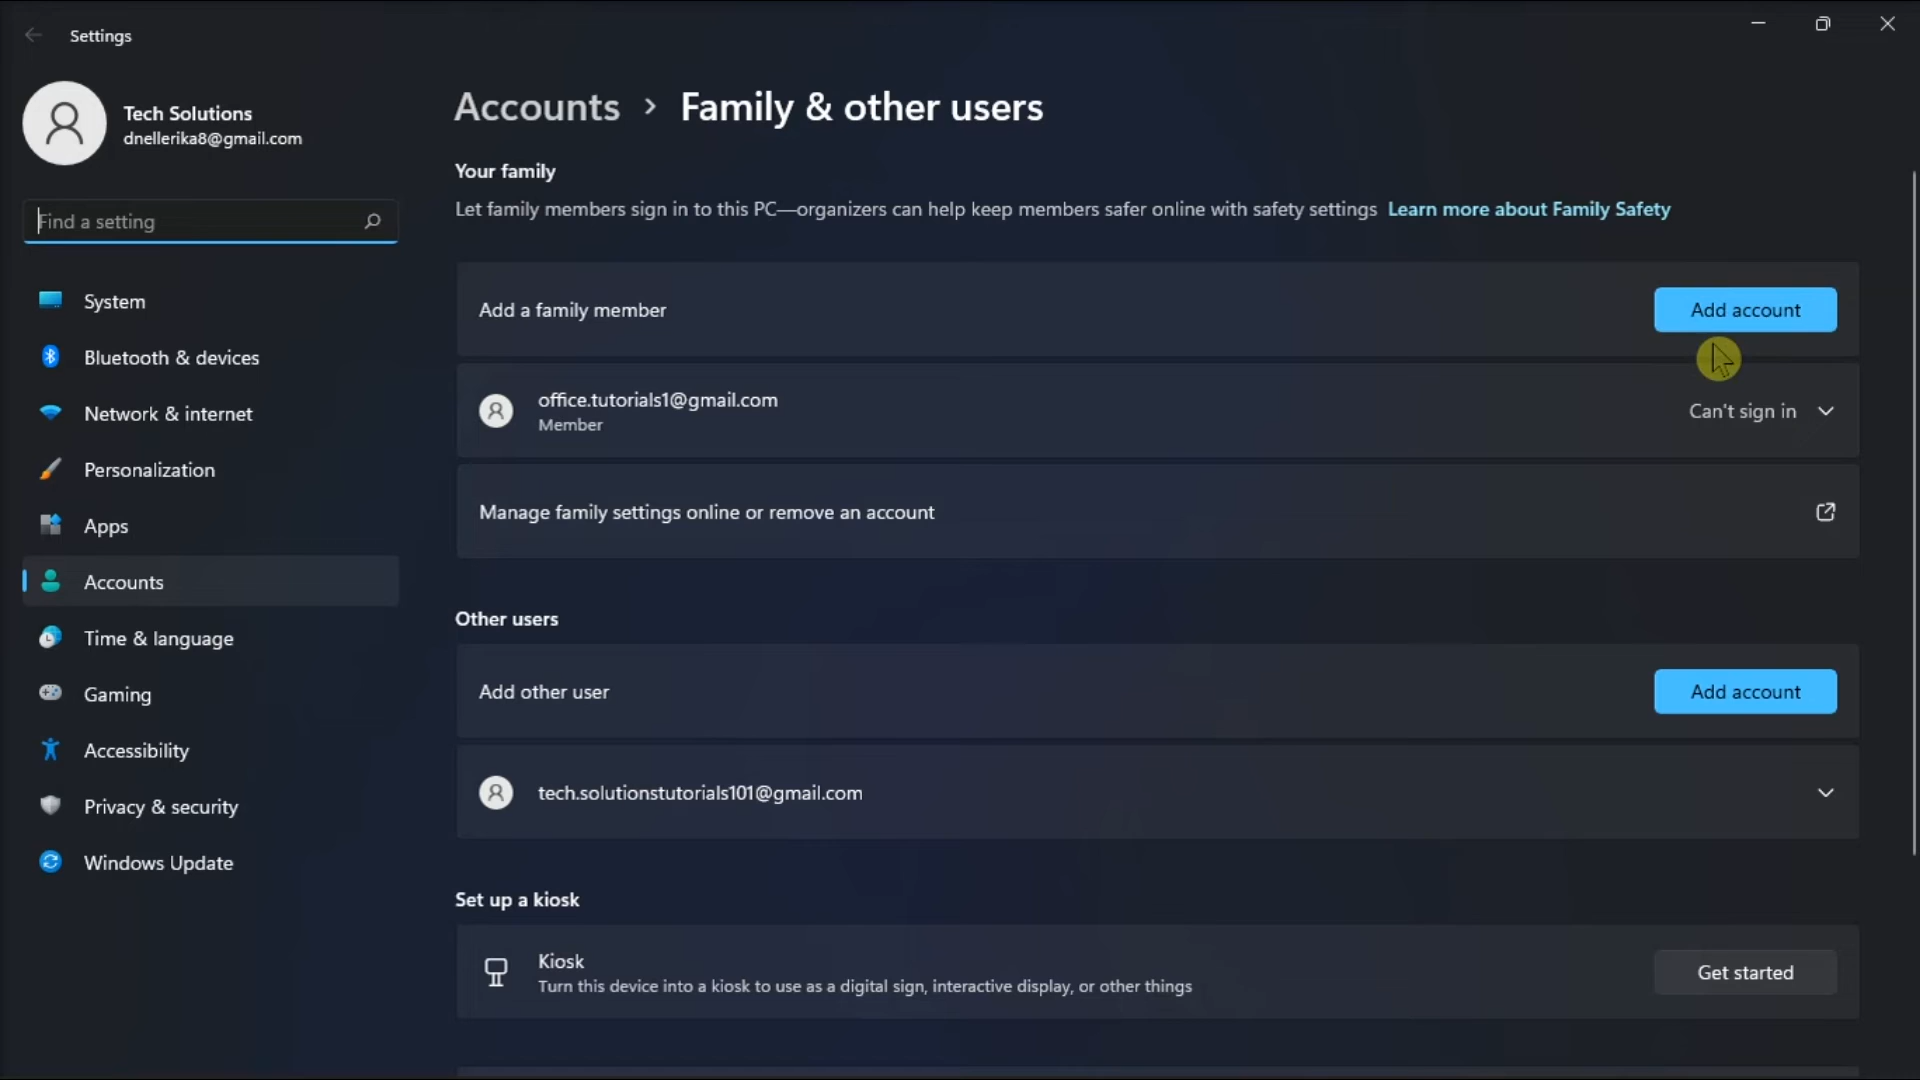 Settings
Tech Solutions
dnellerika8@gmail.com
Find a setting
System
Bluetooth & devices
Network & internet
Personalization
Apps
Accounts
Time & language
Gaming
Accessibility
Privacy & security
Windows Update
Accounts > Family & other users
Your family
Let family members sign in to this PC—organizers can help keep members safer online with safety settings Learn more about Family Safety
Add a family member
Add account
office.tutorials1@gmail.com
Member
Can't sign in
Manage family settings online or remove an account
Other users
Add other user
Add account
tech.solutionstutorials101@gmail.com
Set up a kiosk
Kiosk
Turn this device into a kiosk to use as a digital sign, interactive display, or other things
Get started